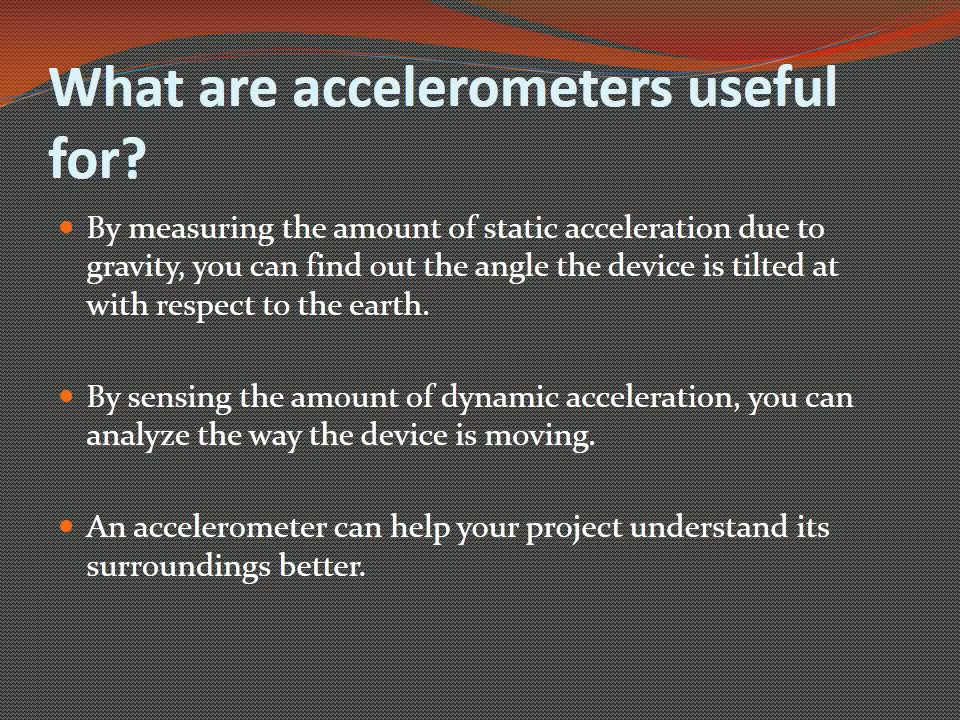 What are accelerometers useful
for?
• By measuring the amount of static acceleration due to
gravity, you can find out the angle the device is tilted at
with respect to the earth.
• By sensing the amount of dynamic acceleration, you can
analyze the way the device is moving.
• An accelerometer can help your project understand its
surroundings better.